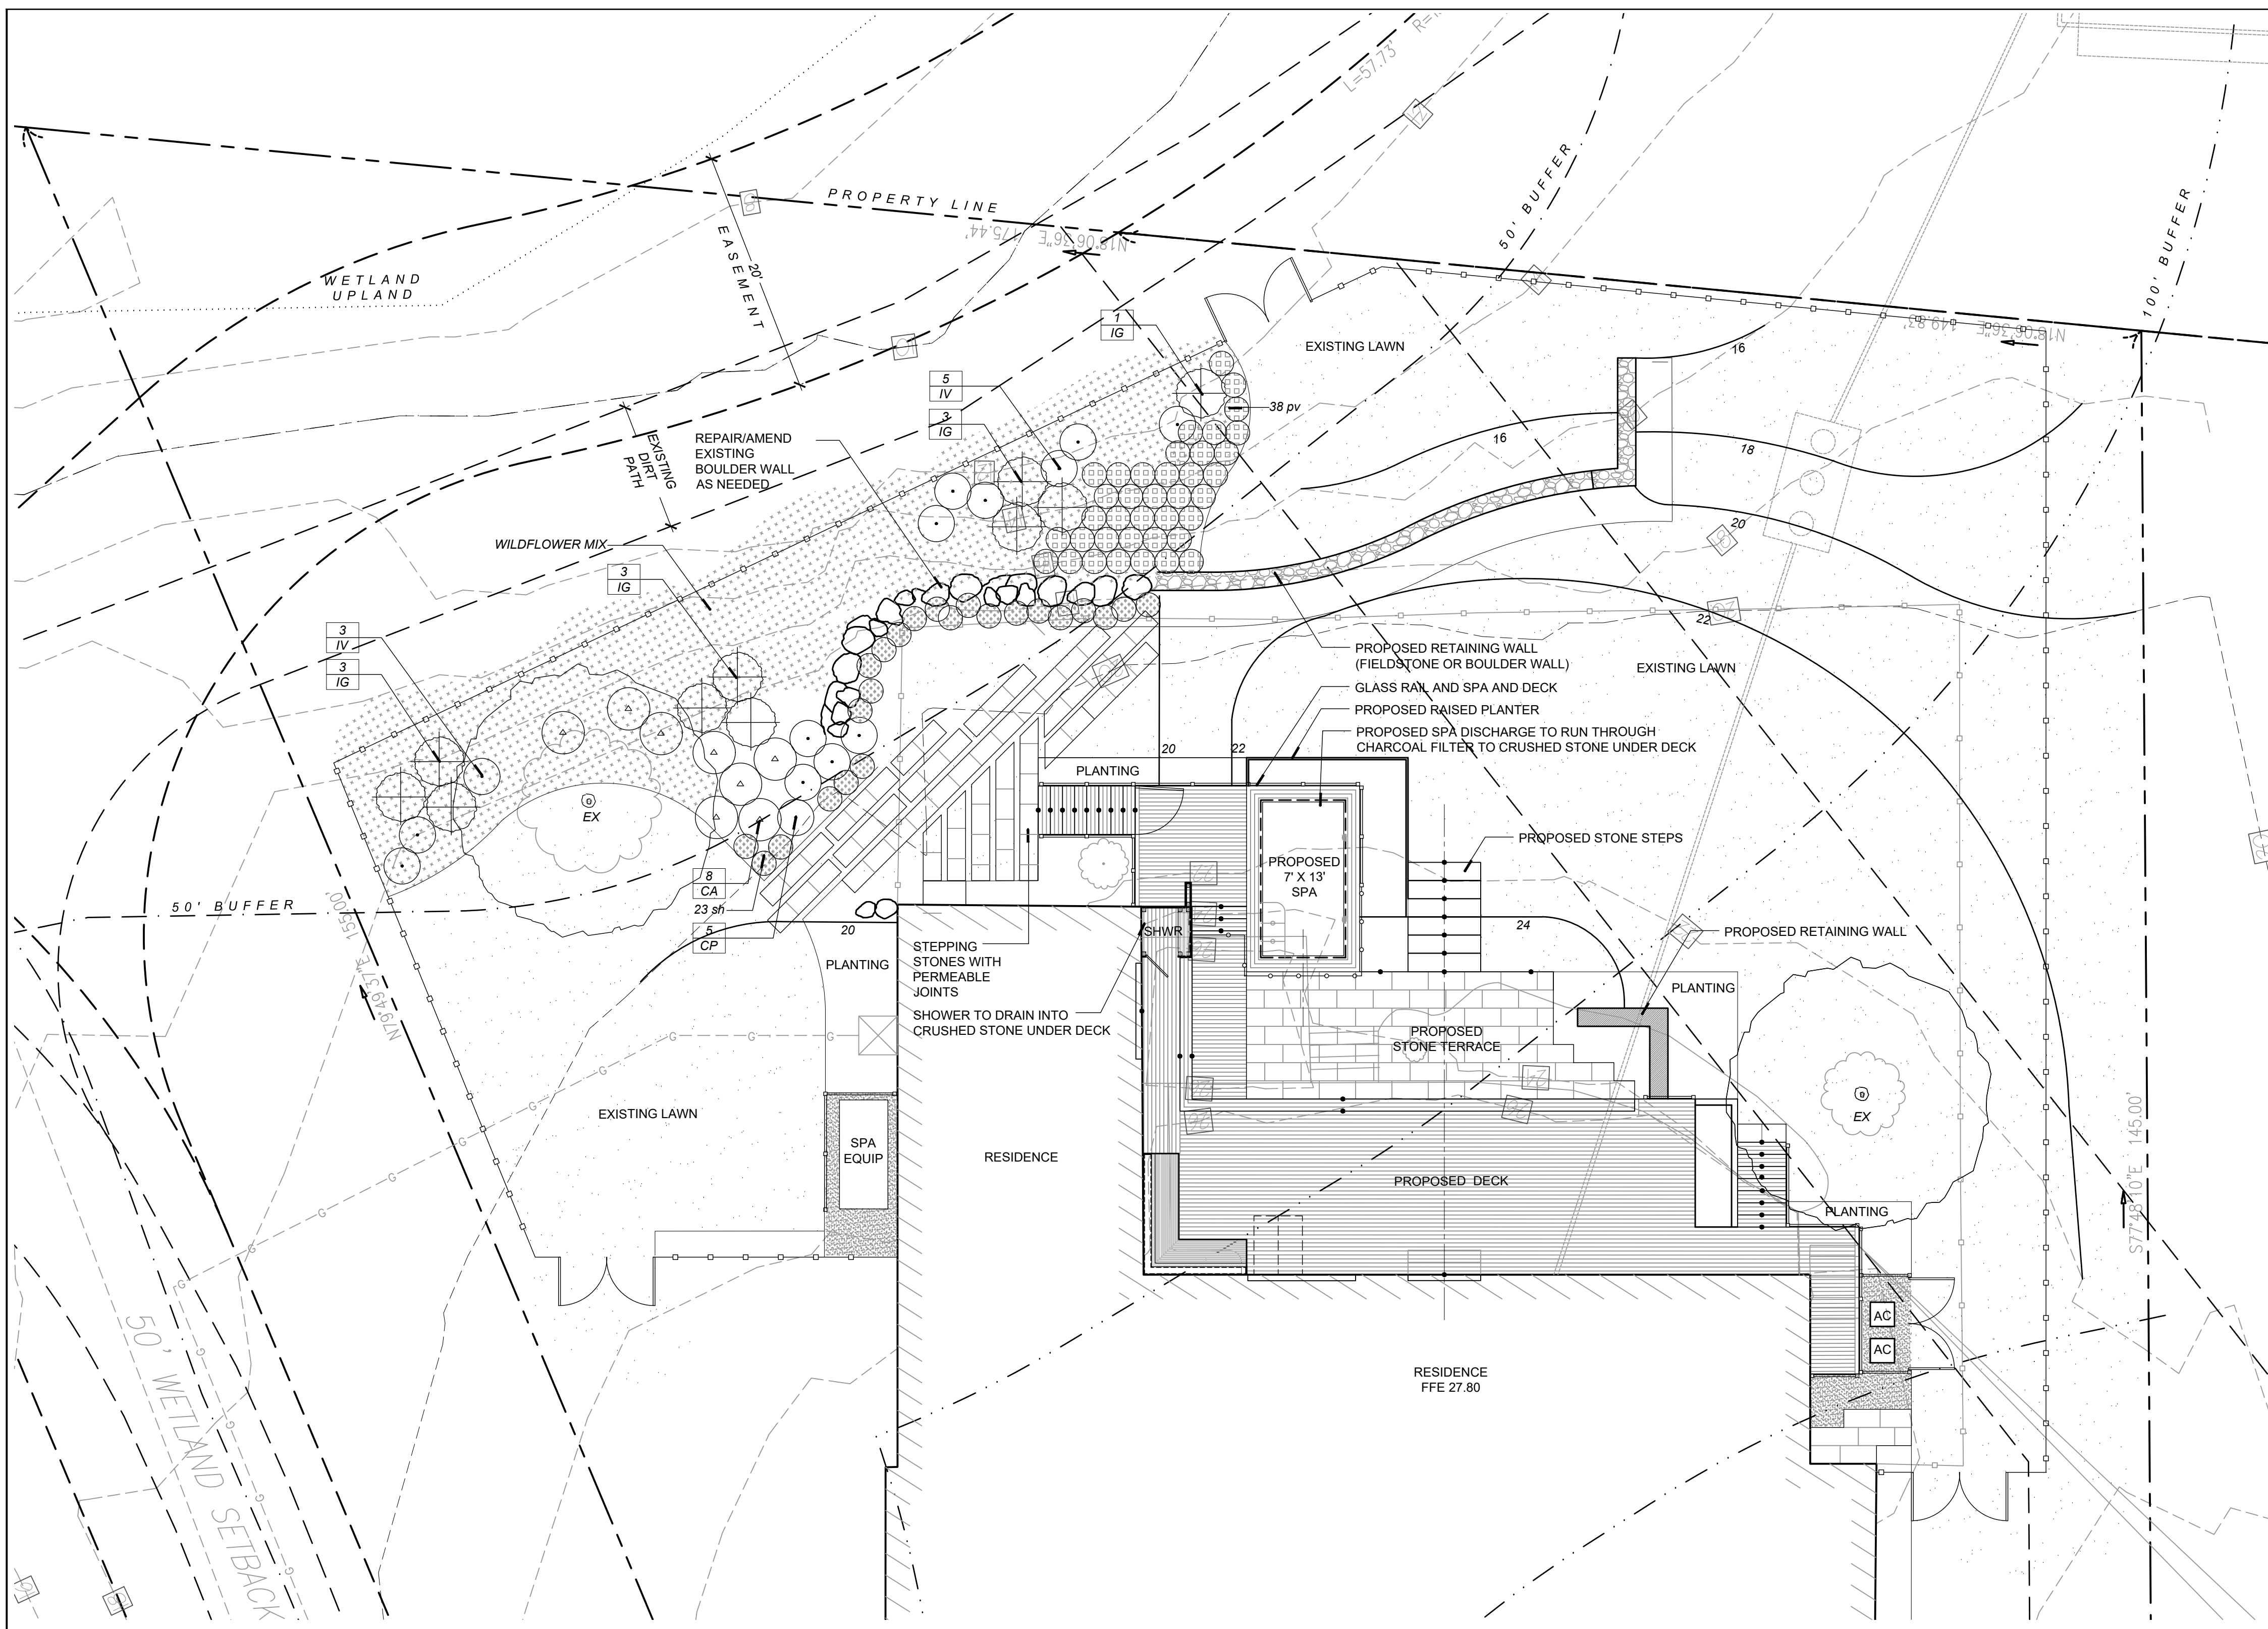 L=57.73'
50' BUFFER
100' BUFFER
PROPERTY LINE
N18°06'36"E 175.44'
20'
EASEMENT
WETLAND
UPLAND
N18°06'36"E 149.83'
1
IG
EXISTING LAWN
16
5
IV
3
IG
38 pv
16
18
REPAIR/AMEND
EXISTING
BOULDER WALL
AS NEEDED
EXISTING
DIRT
PATH
20
WILDFLOWER MIX
3
IG
22
3
IV
3
IG
PROPOSED RETAINING WALL
(FIELDSTONE OR BOULDER WALL)
EXISTING LAWN
GLASS RAIL AND SPA AND DECK
PROPOSED RAISED PLANTER
PROPOSED SPA DISCHARGE TO RUN THROUGH
CHARCOAL FILTER TO CRUSHED STONE UNDER DECK
20
22
PLANTING
EX
PROPOSED STONE STEPS
PROPOSED
7' X 13'
SPA
8
CA
23 sh
5
CP
50' BUFFER
155.00'
N79°49'37"E
20
24
SHWR
PROPOSED RETAINING WALL
STEPPING
STONES WITH
PERMEABLE
JOINTS
PLANTING
PLANTING
SHOWER TO DRAIN INTO
CRUSHED STONE UNDER DECK
PROPOSED
STONE TERRACE
G
G
G
G
G
G
G
G
G
G
G
G
G
G
EX
EXISTING LAWN
SPA
EQUIP
RESIDENCE
PROPOSED DECK
PLANTING
S77°48'10"E 145.00'
AC
AC
50' WETLAND SETBACK
RESIDENCE
FFE 27.80